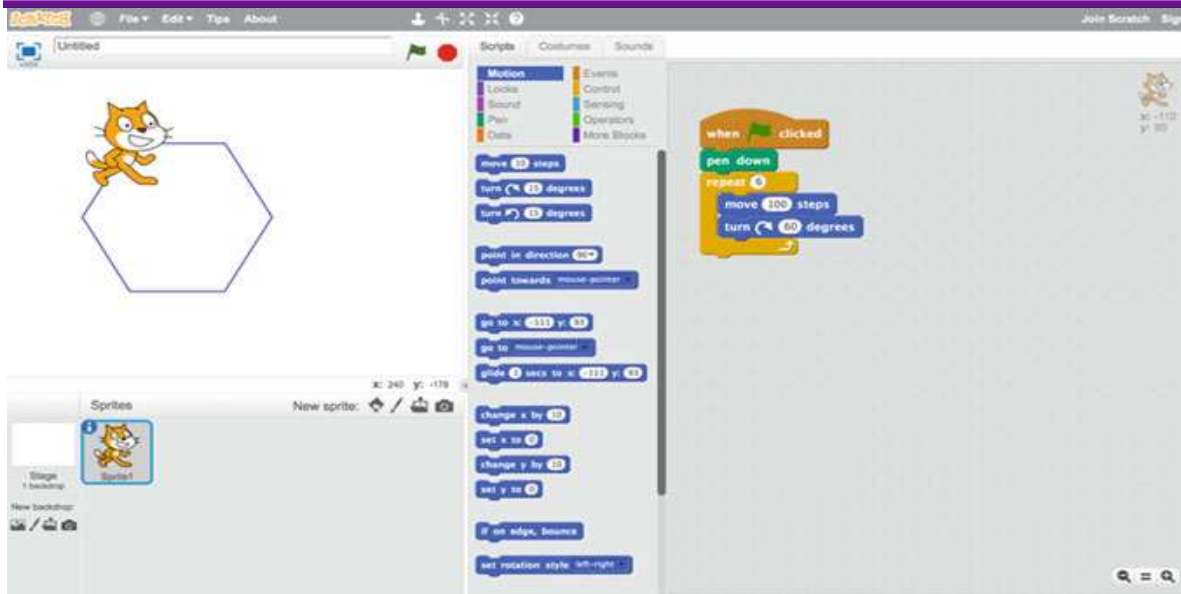 SCRATCH File Edit Tips About Join Scratch Sig
Untitled
Scripts Costumes Sounds
Motion Events
Looks Control
Sound Sensing
Pen Operators
Data More Blocks
move 10 steps
turn 15 degrees
turn 15 degrees
point in direction 90
point towards mouse-pointer
go to x: -111 y: 93
go to mouse-pointer
glide 1 secs to x: -111 y: 93
change x by 10
set x to 0
change y by 10
set y to 0
if on edge, bounce
set rotation style left-right
when clicked
pen down
repeat 6
move 100 steps
turn 60 degrees
x: -110
y: 93
x: 240 y: -178
Sprites New sprite:
Stage
1 backdrop
Sprite1
New backdrop: